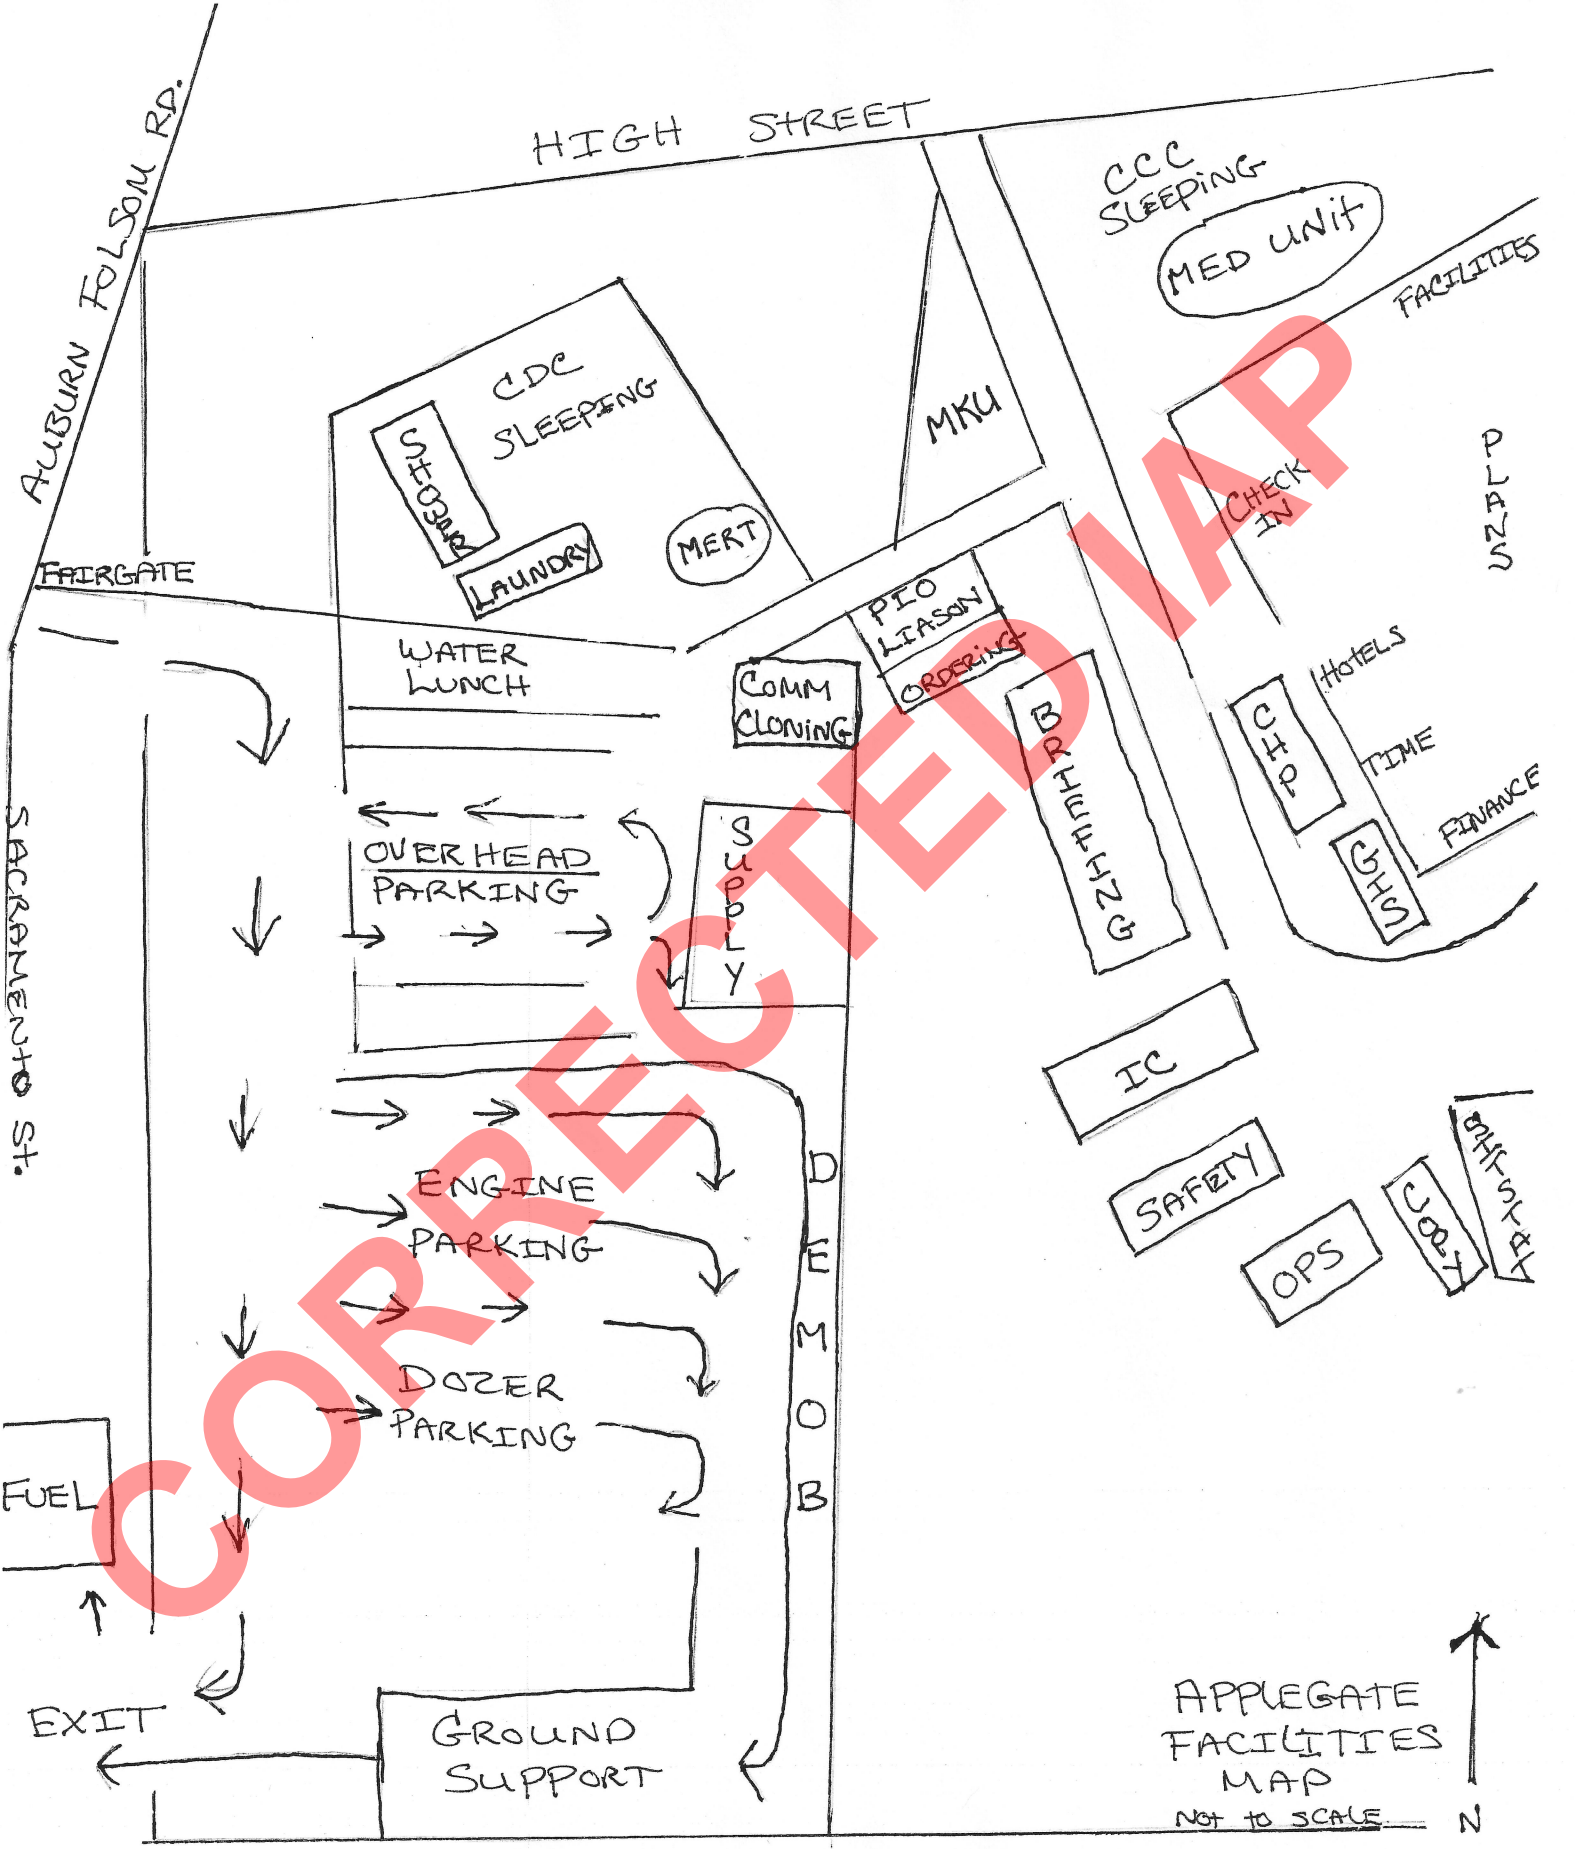 AUBURN FOLSOM RD.
HIGH STREET
CCC
SLEEPING
MED UNIT
FACILITIES
CDC
SLEEPING
SHOWER
LAUNDRY
MERT
MKU
CHECK
IN
PLANS
FAIRGATE
WATER
LUNCH
PIO
LIASON
ORDERING
COMM
CLONING
BRIEFING
HOTELS
CHP
TIME
FINANCE
GHS
SACRAMENTO St.
OVERHEAD
PARKING
SUPPLY
IC
SAFETY
OPS
COPY
ENGINE
PARKING
DEMOB
DOZER
PARKING
FUEL
EXIT
GROUND
SUPPORT
APPLEGATE
FACILITIES
MAP
NOT to SCALE
N
CORRECTED IAP